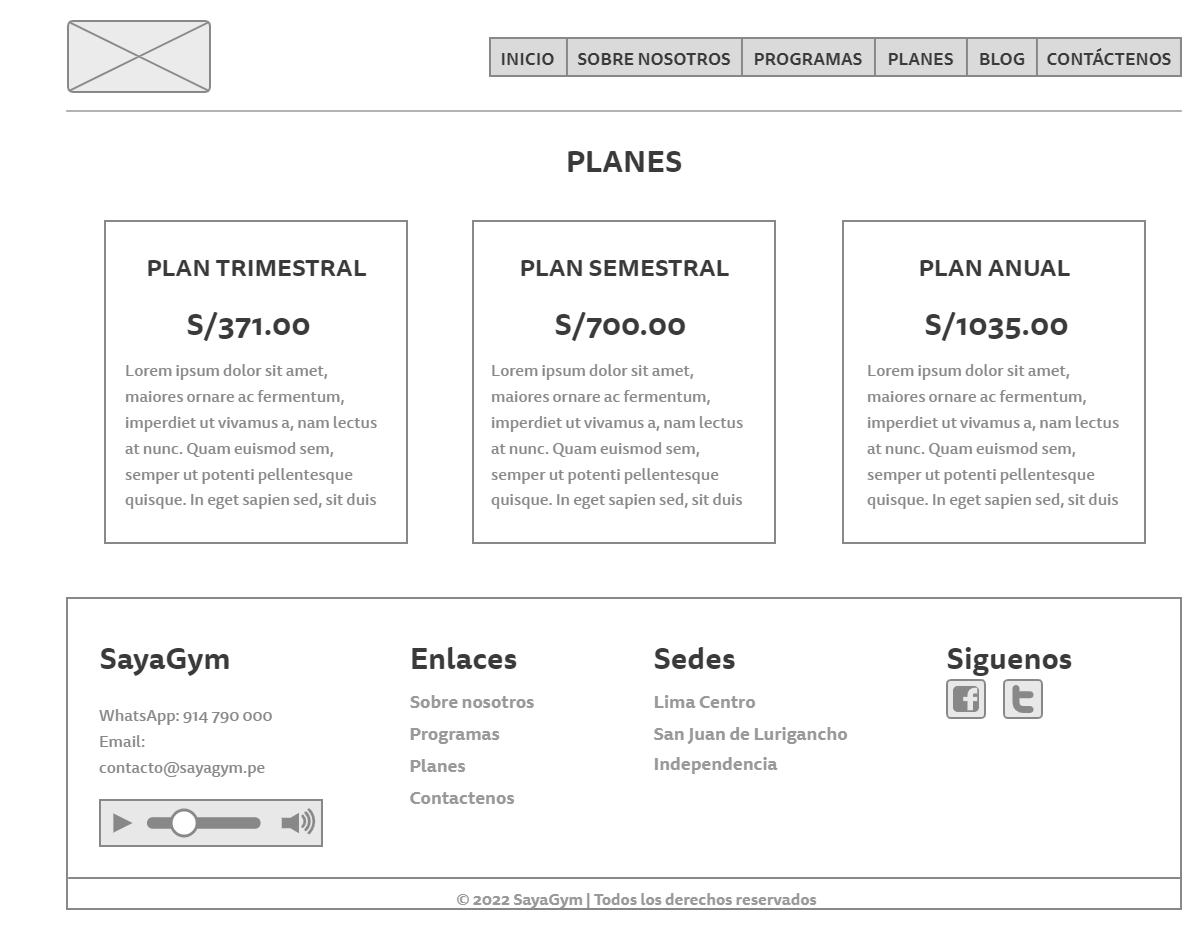 INICIO SOBRE NOSOTROS PROGRAMAS PLANES BLOG CONTÁCTENOS
PLANES
PLAN TRIMESTRAL
S/371.00
Lorem ipsum dolor sit amet,
maiores ornare ac fermentum,
imperdiet ut vivamus a, nam lectus
at nunc. Quam euismod sem,
semper ut potenti pellentesque
quisque. In eget sapien sed, sit duis
PLAN SEMESTRAL
S/700.00
Lorem ipsum dolor sit amet,
maiores ornare ac fermentum,
imperdiet ut vivamus a, nam lectus
at nunc. Quam euismod sem,
semper ut potenti pellentesque
quisque. In eget sapien sed, sit duis
PLAN ANUAL
S/1035.00
Lorem ipsum dolor sit amet,
maiores ornare ac fermentum,
imperdiet ut vivamus a, nam lectus
at nunc. Quam euismod sem,
semper ut potenti pellentesque
quisque. In eget sapien sed, sit duis
SayaGym
WhatsApp: 914 790 000
Email:
contacto@sayagym.pe
Enlaces
Sobre nosotros
Programas
Planes
Contactenos
Sedes
Lima Centro
San Juan de Lurigancho
Independencia
Siguenos
© 2022 SayaGym | Todos los derechos reservados